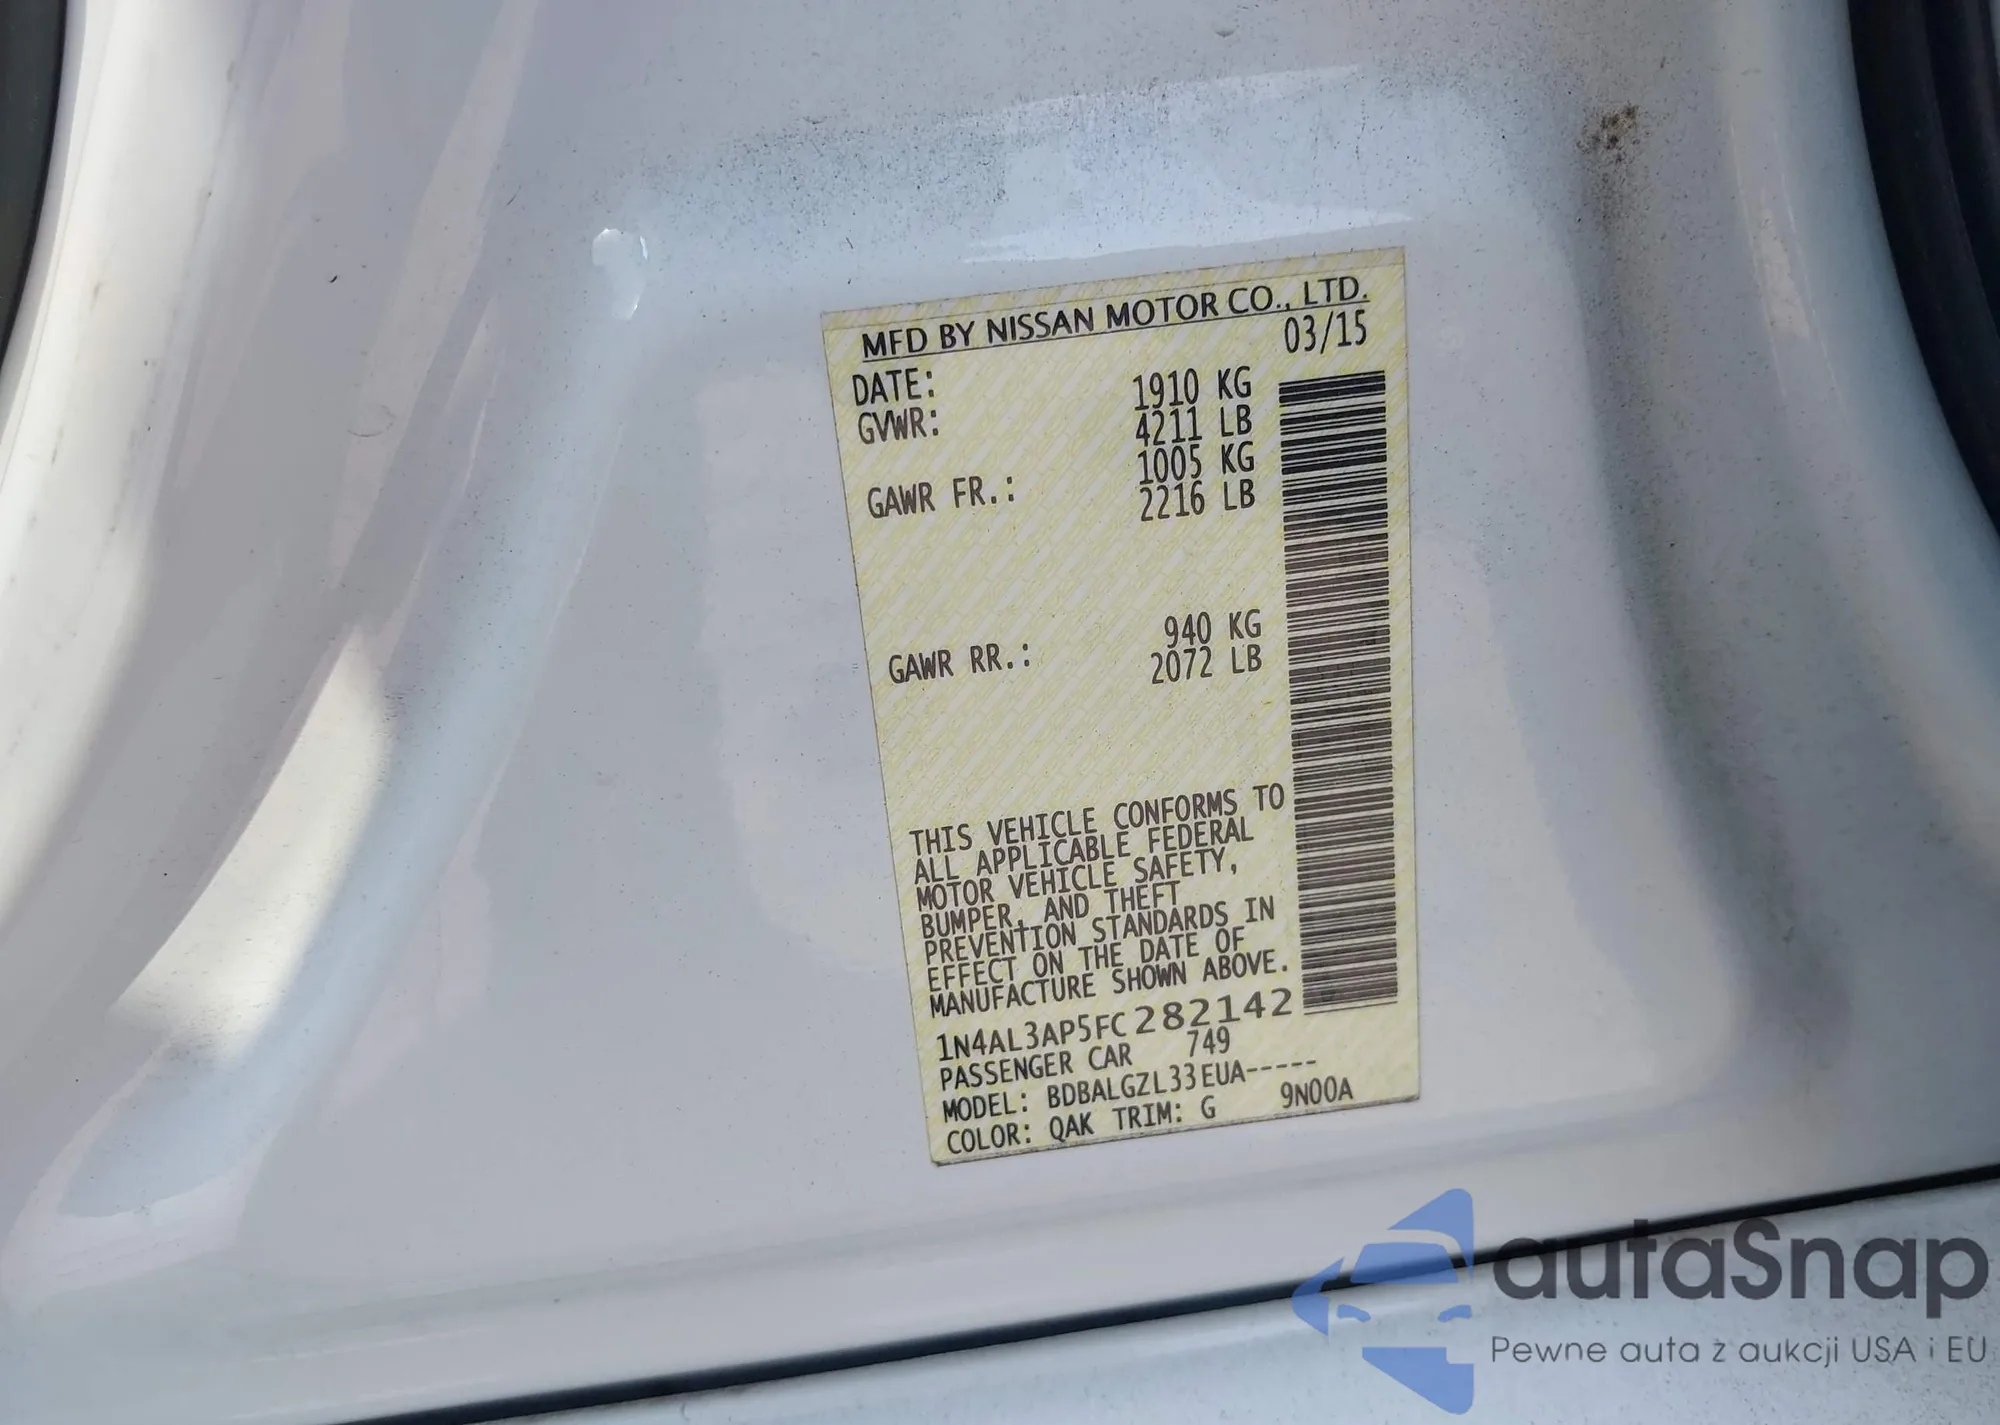 MFD BY NISSAN MOTOR CO., LTD.
DATE: 03/15
GVWR: 1910 KG
4211 LB
GAWR FR.: 1005 KG
2216 LB
GAWR RR.: 940 KG
2072 LB
THIS VEHICLE CONFORMS TO
ALL APPLICABLE FEDERAL
MOTOR VEHICLE SAFETY,
BUMPER, AND THEFT
PREVENTION STANDARDS IN
EFFECT ON THE DATE OF
MANUFACTURE SHOWN ABOVE.
1N4AL3AP5FC282142
PASSENGER CAR 749
MODEL: BDBALGZL33EUA-----
COLOR: QAK TRIM: G 9N00A
autaSnap
Pewne auta z aukcji USA i EU